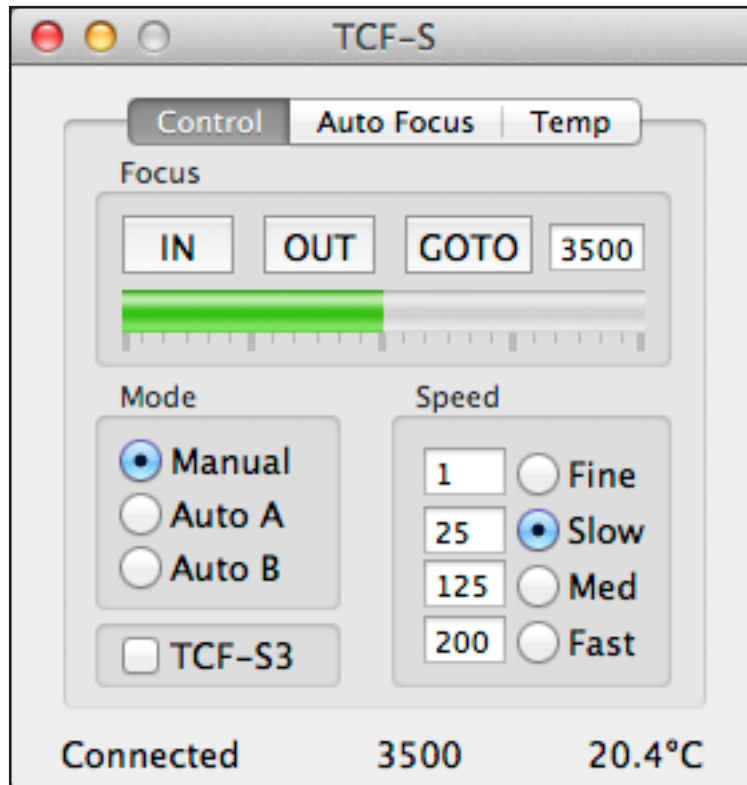 TCF-S
Control Auto Focus Temp
Focus
IN OUT GOTO 3500
Mode
Manual
Auto A
Auto B
TCF-S3
Speed
1 Fine
25 Slow
125 Med
200 Fast
Connected 3500 20.4°C